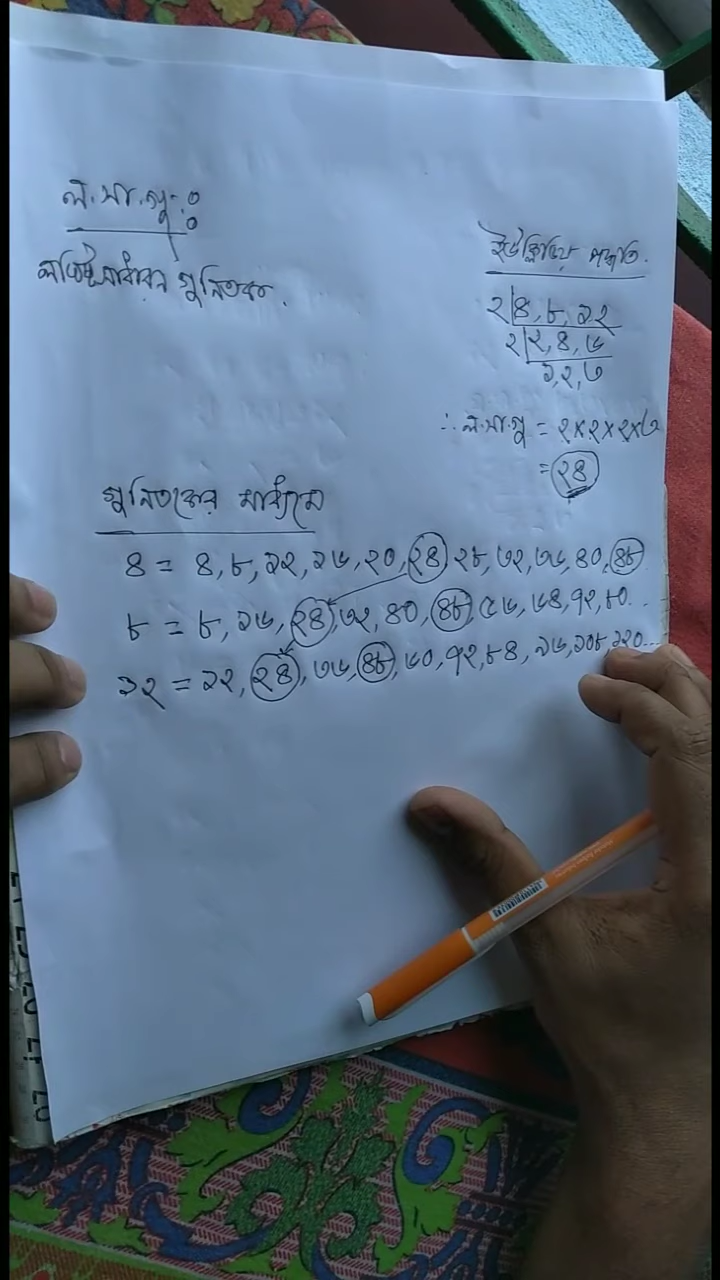 ল.সা.গু.ঃ
লঘিষ্ঠ সাধারন গুনিতক.
ইউক্লিডিয় পদ্ধতি.
২|৪, ৮, ১২
২|২, ৪, ৬
১, ২, ৩
∴ ল.সা.গু = ২×২×২×৩
= ২৪
গুনিতকের মাধ্যমে
৪ = ৪, ৮, ১২, ১৬, ২০, ২৪ ২৮, ৩২, ৩৬, ৪০, ৪৮
৮ = ৮, ১৬, ২৪, ৩২, ৪০, ৪৮, ৫৬, ৬৪, ৭২, ৮০...
১২ = ১২, ২৪, ৩৬, ৪৮, ৬০, ৭২, ৮৪, ৯৬, ১০৮, ১২০...